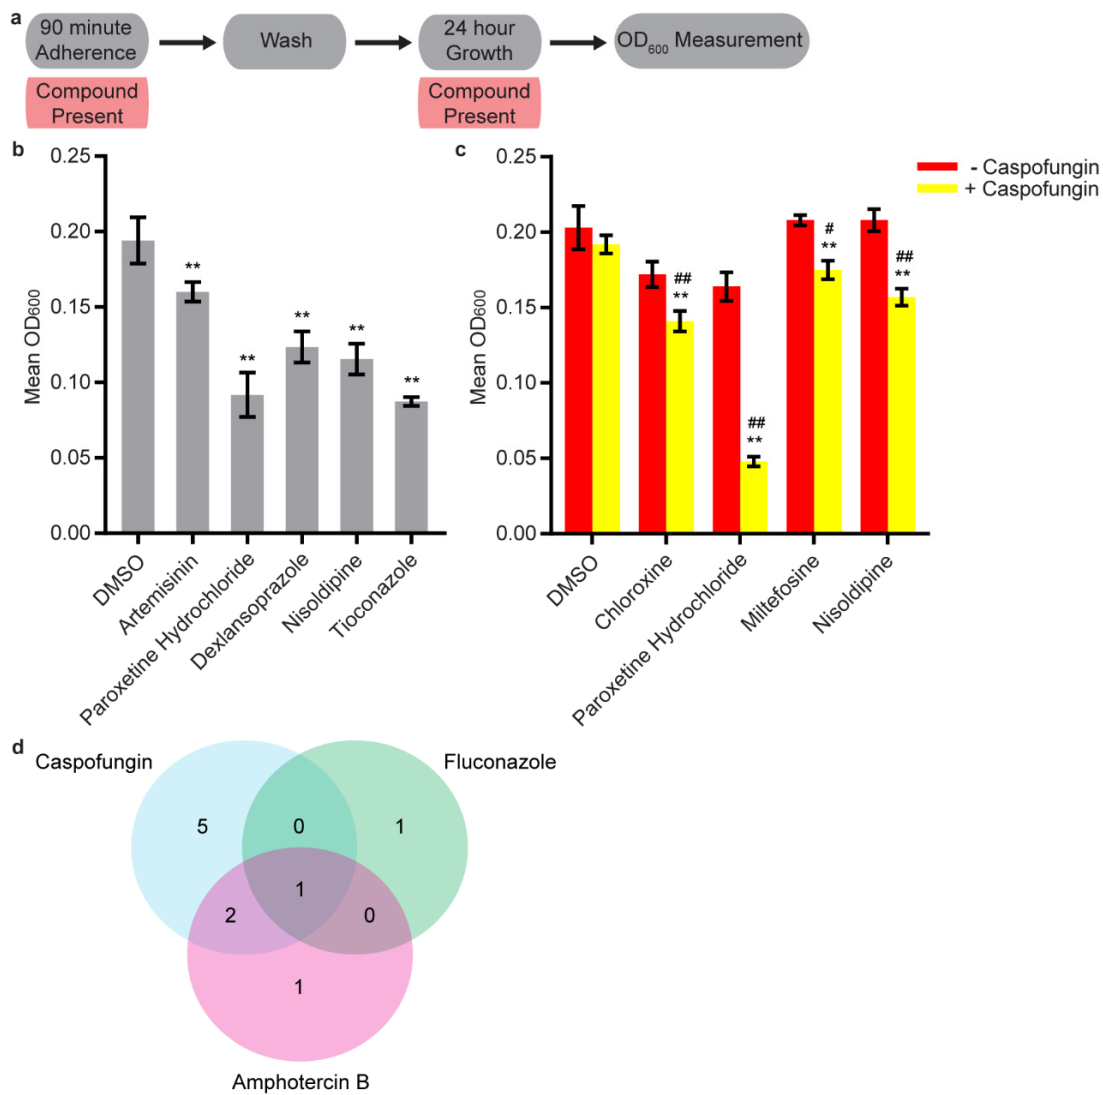 a
90 minute
Adherence
Wash
24 hour
Growth
OD600 Measurement
Compound
Present
Compound
Present
b
Mean OD600
0.25
0.20
0.15
0.10
0.05
0.00
**
**
**
**
**
DMSO
Artemisinin
Paroxetine Hydrochloride
Dexlansoprazole
Nisoldipine
Tioconazole
c
Mean OD600
0.25
0.20
0.15
0.10
0.05
0.00
##
**
##
**
#
**
##
**
DMSO
Chloroxine
Paroxetine Hydrochloride
Miltefosine
Nisoldipine
- Caspofungin
+ Caspofungin
d
Caspofungin
Fluconazole
5
0
1
1
2
0
1
Amphotercin B